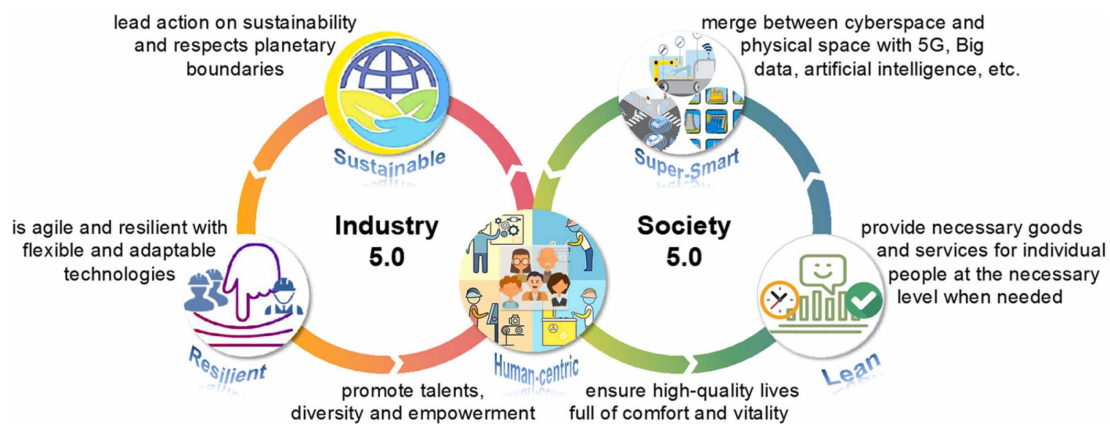 lead action on sustainability
and respects planetary
boundaries
merge between cyberspace and
physical space with 5G, Big
data, artificial intelligence, etc.
Sustainable
Super-Smart
is agile and resilient with
flexible and adaptable
technologies
Industry
5.0
Society
5.0
provide necessary goods
and services for individual
people at the necessary
level when needed
Resilient
Human-centric
Lean
promote talents,
diversity and empowerment
ensure high-quality lives
full of comfort and vitality